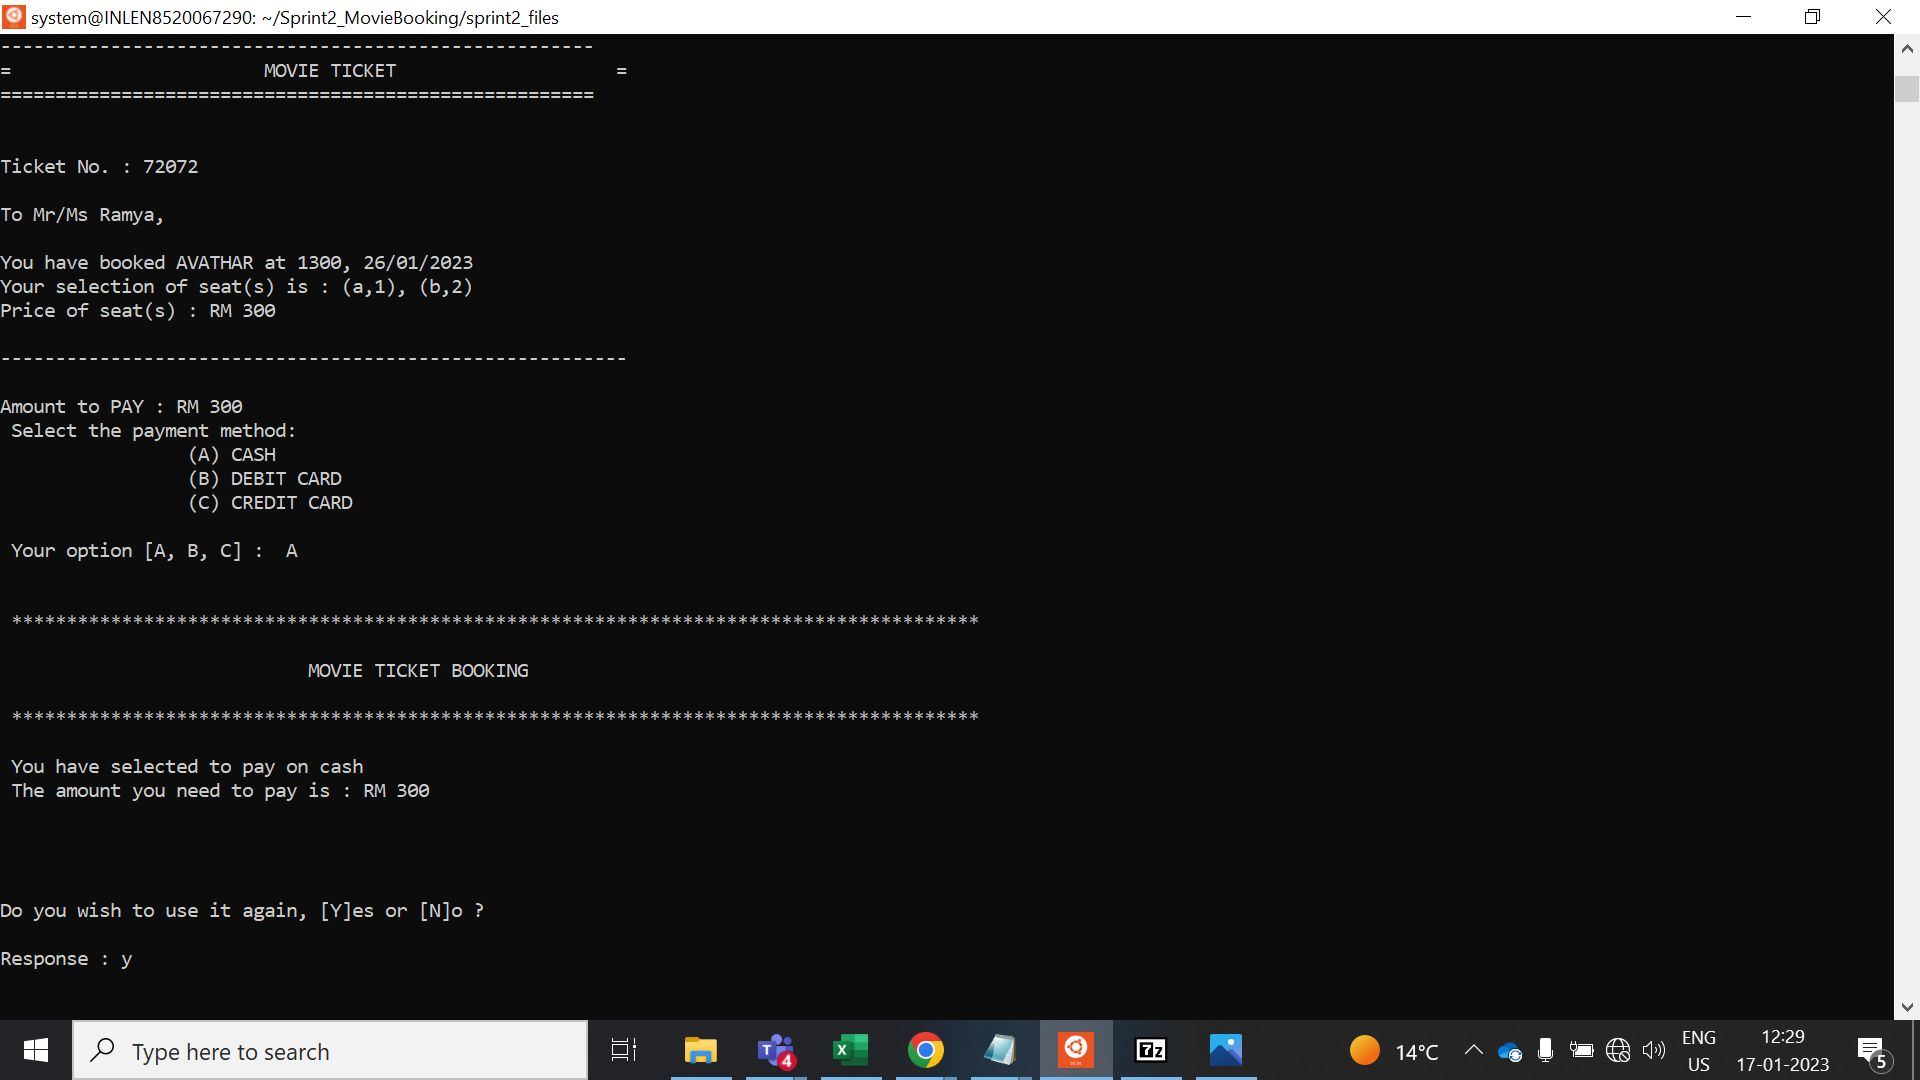 system@INLEN8520067290: ~/Sprint2_MovieBooking/sprint2_files
------------------------------------------------------
= MOVIE TICKET =
======================================================
Ticket No. : 72072
To Mr/Ms Ramya,
You have booked AVATHAR at 1300, 26/01/2023
Your selection of seat(s) is : (a,1), (b,2)
Price of seat(s) : RM 300
---------------------------------------------------------
Amount to PAY : RM 300
Select the payment method:
(A) CASH
(B) DEBIT CARD
(C) CREDIT CARD
Your option [A, B, C] : A
****************************************************************************************
MOVIE TICKET BOOKING
****************************************************************************************
You have selected to pay on cash
The amount you need to pay is : RM 300
Do you wish to use it again, [Y]es or [N]o ?
Response : y
Type here to search
4
7z
14°C
ENG
US
12:29
17-01-2023
5